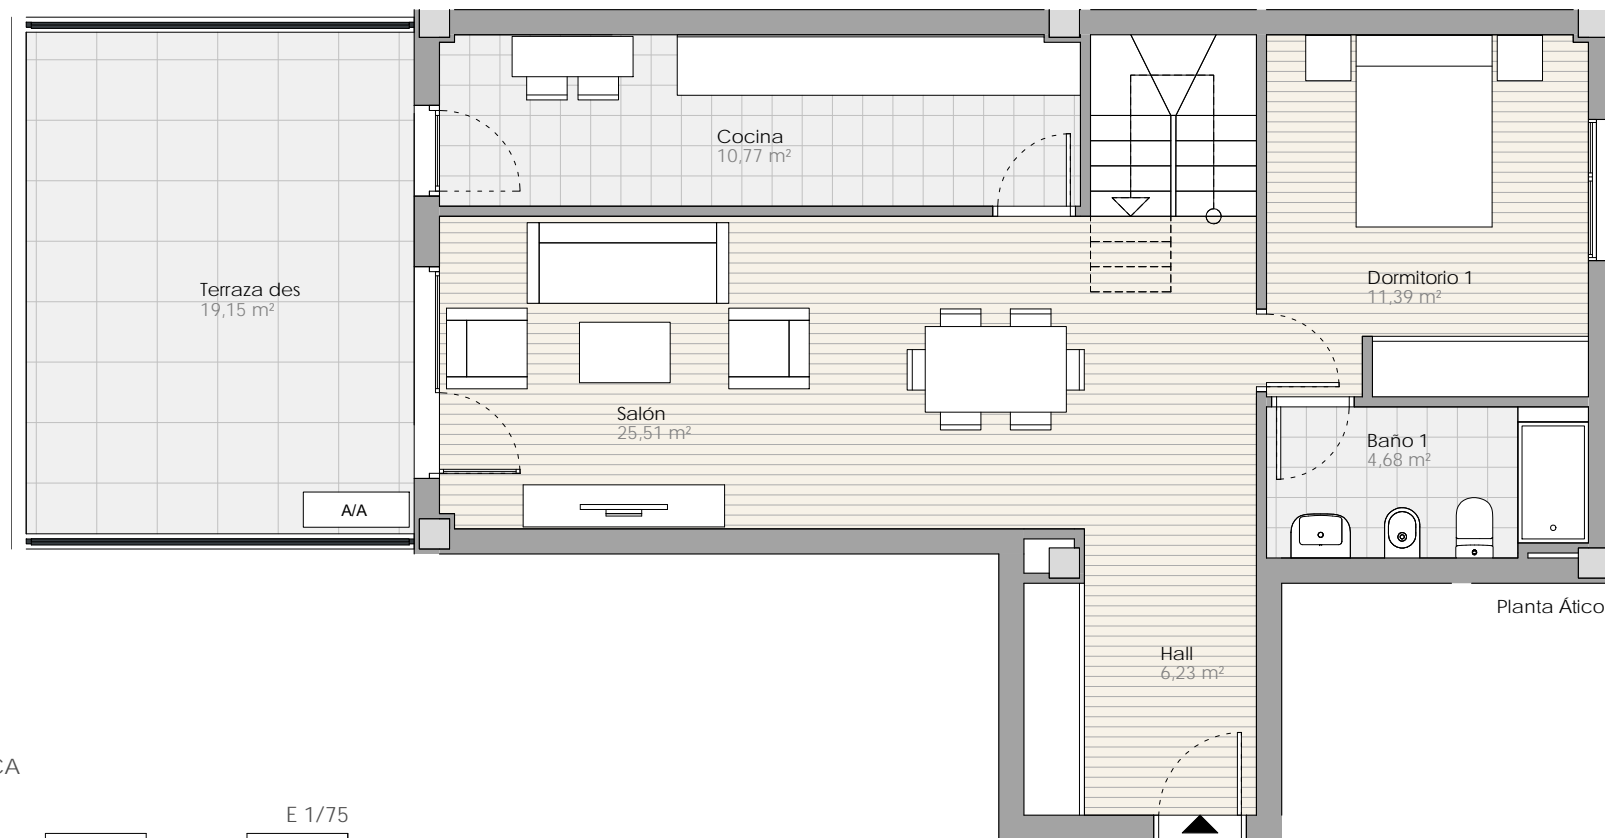 Cocina
10,77 m²
Dormitorio 1
11,39 m²
Terraza des
19,15 m²
Salón
25,51 m²
Baño 1
4,68 m²
A/A
Planta Ático
Hall
6,23 m²
CA
E 1/75